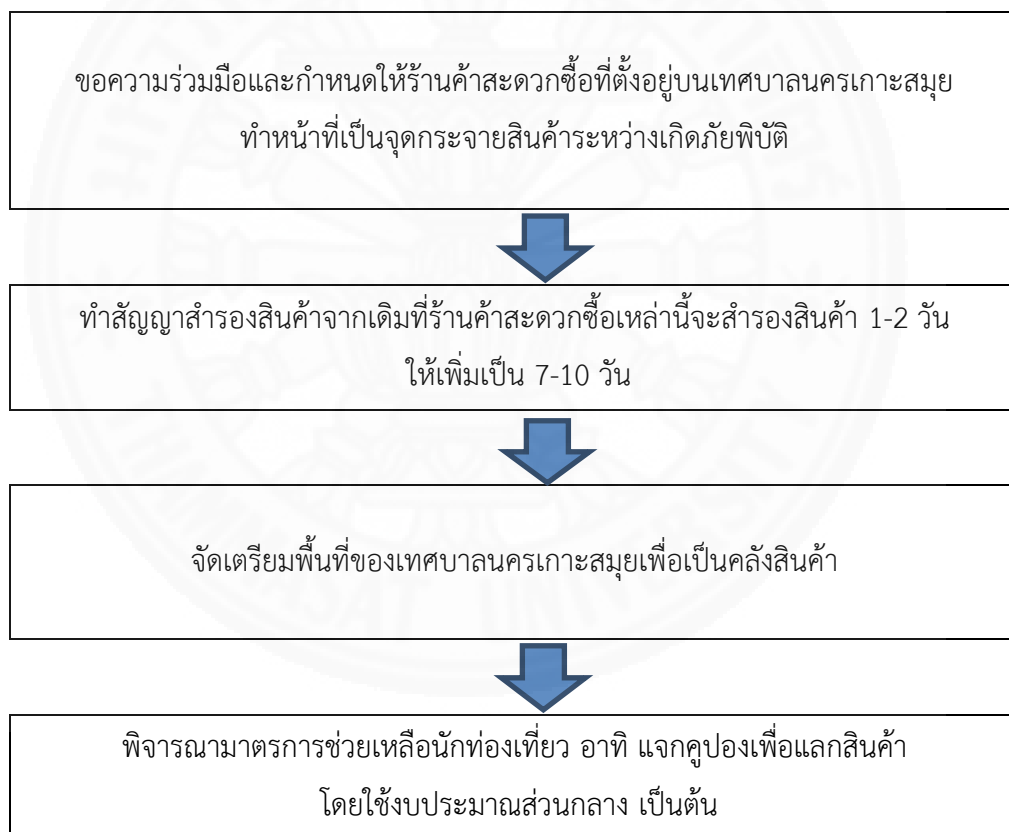 ขอความร่วมมือและกำหนดให้ร้านค้าสะดวกซื้อที่ตั้งอยู่บนเทศบาลนครเกาะสมุย
ทำหน้าที่เป็นจุดกระจายสินค้าระหว่างเกิดภัยพิบัติ
ทำสัญญาสำรองสินค้าจากเดิมที่ร้านค้าสะดวกซื้อเหล่านี้จะสำรองสินค้า 1-2 วัน
ให้เพิ่มเป็น 7-10 วัน
จัดเตรียมพื้นที่ของเทศบาลนครเกาะสมุยเพื่อเป็นคลังสินค้า
พิจารณามาตรการช่วยเหลือนักท่องเที่ยว อาทิ แจกคูปองเพื่อแลกสินค้า
โดยใช้งบประมาณส่วนกลาง เป็นต้น
THAMMASAT UNIVERSITY